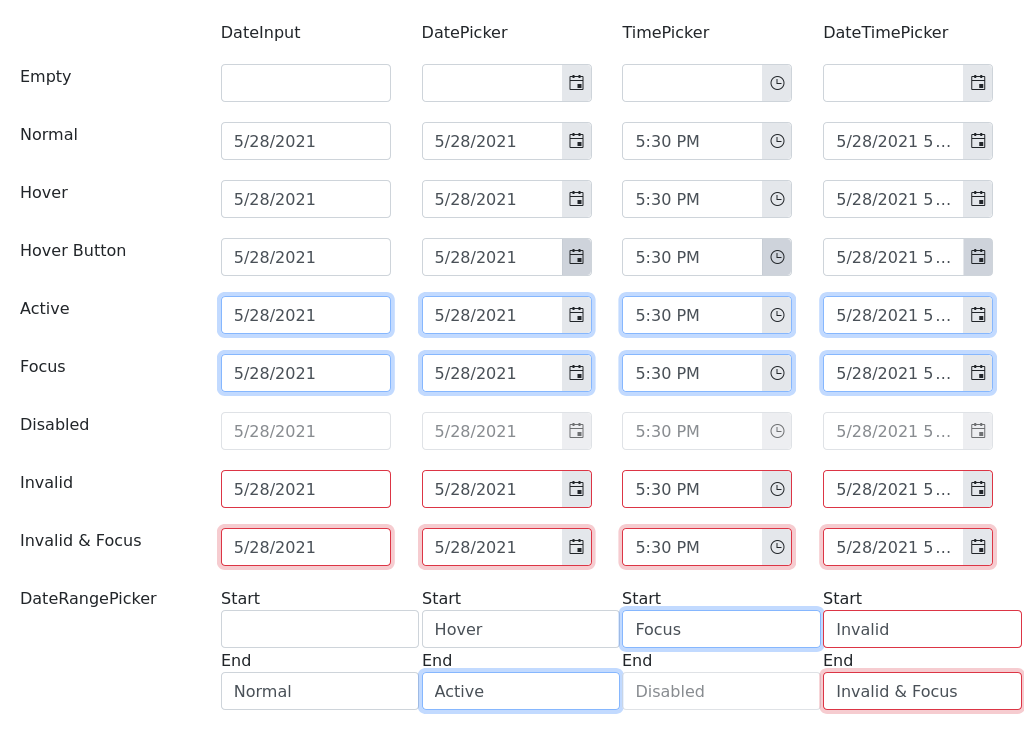 DateInput DatePicker TimePicker DateTimePicker
Empty
Normal 5/28/2021 5/28/2021 5:30 PM 5/28/2021 5…
Hover 5/28/2021 5/28/2021 5:30 PM 5/28/2021 5…
Hover Button 5/28/2021 5/28/2021 5:30 PM 5/28/2021 5…
Active 5/28/2021 5/28/2021 5:30 PM 5/28/2021 5…
Focus 5/28/2021 5/28/2021 5:30 PM 5/28/2021 5…
Disabled 5/28/2021 5/28/2021 5:30 PM 5/28/2021 5…
Invalid 5/28/2021 5/28/2021 5:30 PM 5/28/2021 5…
Invalid & Focus 5/28/2021 5/28/2021 5:30 PM 5/28/2021 5…
DateRangePicker Start Start Start Start
Hover Focus Invalid
End End End End
Normal Active Disabled Invalid & Focus